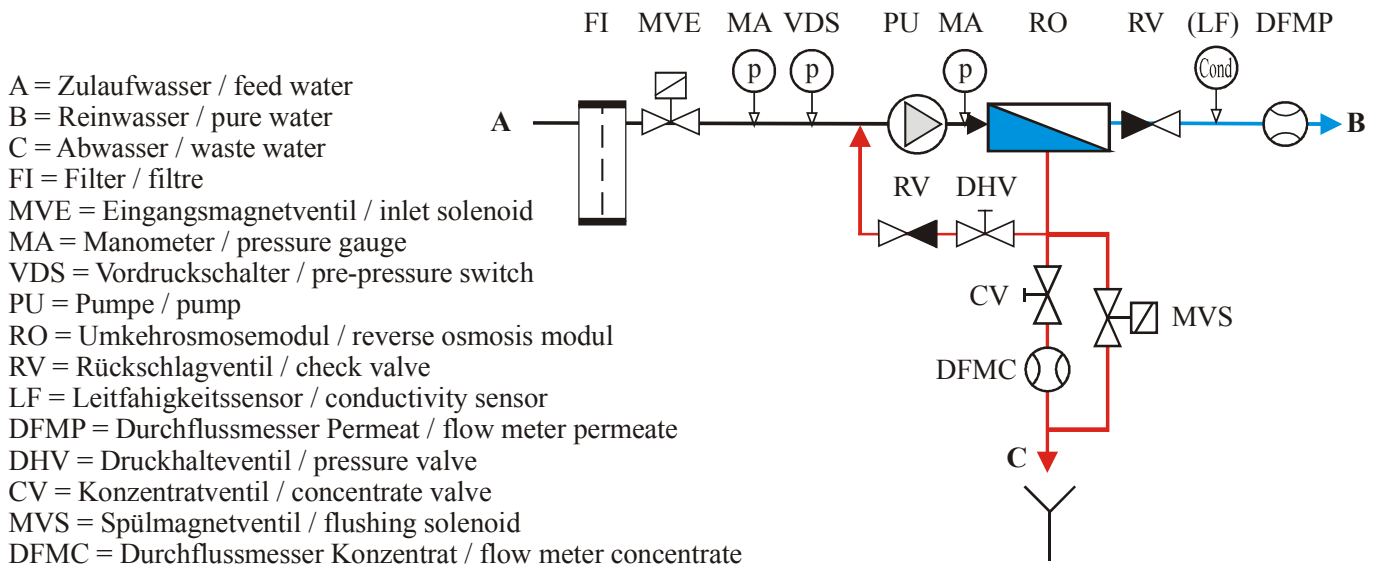 FI MVE MA VDS PU MA RO RV (LF) DFMP
p p p Cond
A B
RV DHV
CV MVS
DFMC
C
A = Zulaufwasser / feed water
B = Reinwasser / pure water
C = Abwasser / waste water
FI = Filter / filtre
MVE = Eingangsmagnetventil / inlet solenoid
MA = Manometer / pressure gauge
VDS = Vordruckschalter / pre-pressure switch
PU = Pumpe / pump
RO = Umkehrosmosemodul / reverse osmosis modul
RV = Rückschlagventil / check valve
LF = Leitfahigkeitssensor / conductivity sensor
DFMP = Durchflussmesser Permeat / flow meter permeate
DHV = Druckhalteventil / pressure valve
CV = Konzentratventil / concentrate valve
MVS = Spülmagnetventil / flushing solenoid
DFMC = Durchflussmesser Konzentrat / flow meter concentrate